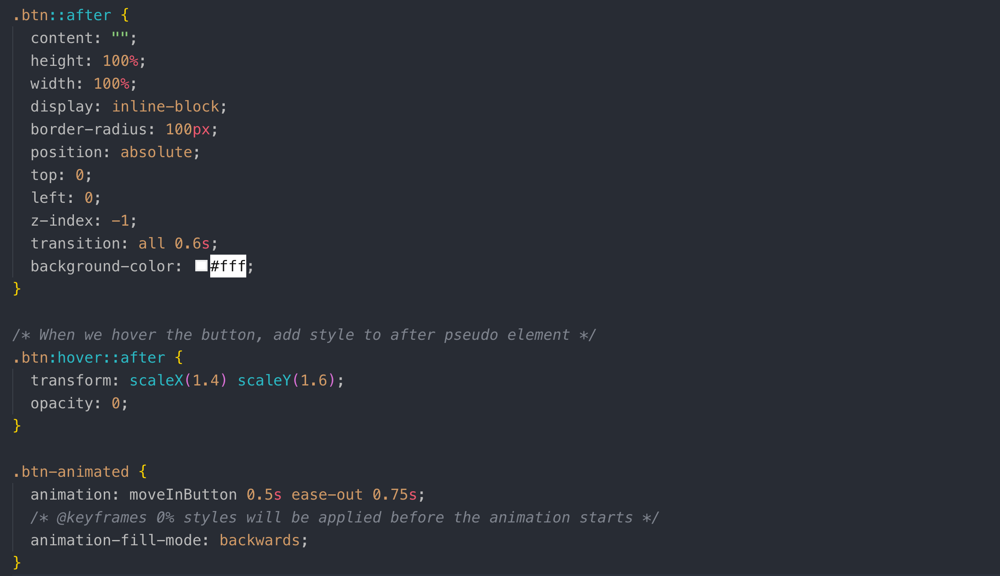 .btn::after {
  content: "";
  height: 100%;
  width: 100%;
  display: inline-block;
  border-radius: 100px;
  position: absolute;
  top: 0;
  left: 0;
  z-index: -1;
  transition: all 0.6s;
  background-color: #fff;
}

/* When we hover the button, add style to after pseudo element */
.btn:hover::after {
  transform: scaleX(1.4) scaleY(1.6);
  opacity: 0;
}

.btn-animated {
  animation: moveInButton 0.5s ease-out 0.75s;
  /* @keyframes 0% styles will be applied before the animation starts */
  animation-fill-mode: backwards;
}